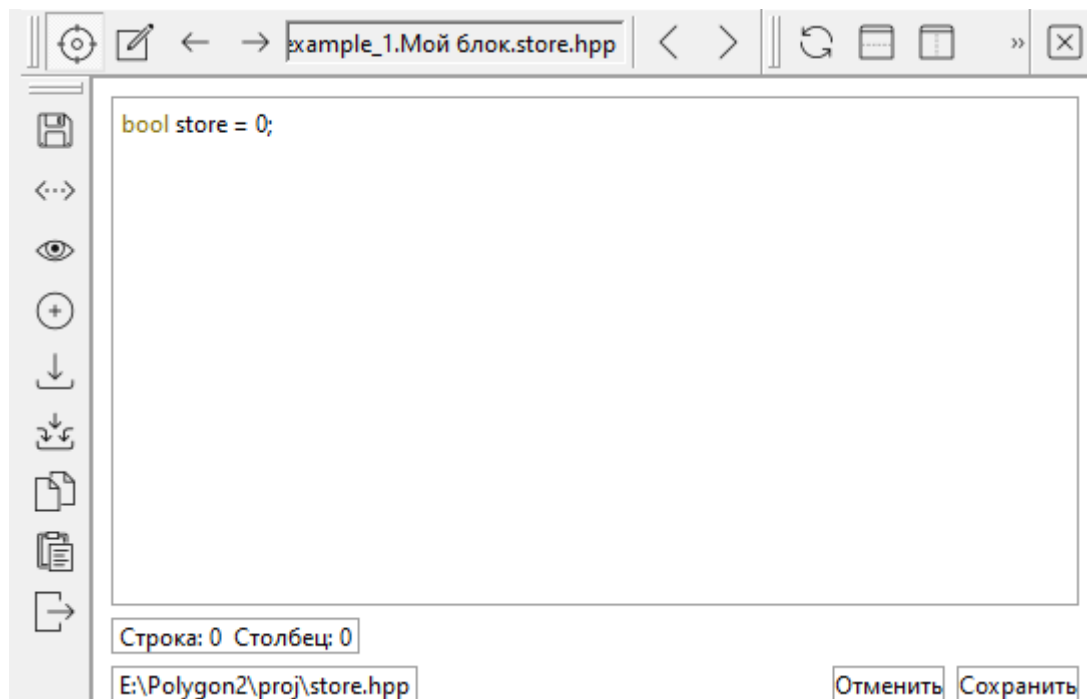 xample_1.Мой блок.store.hpp
bool store = 0;
Строка: 0 Столбец: 0
E:\Polygon2\proj\store.hpp
Отменить Сохранить